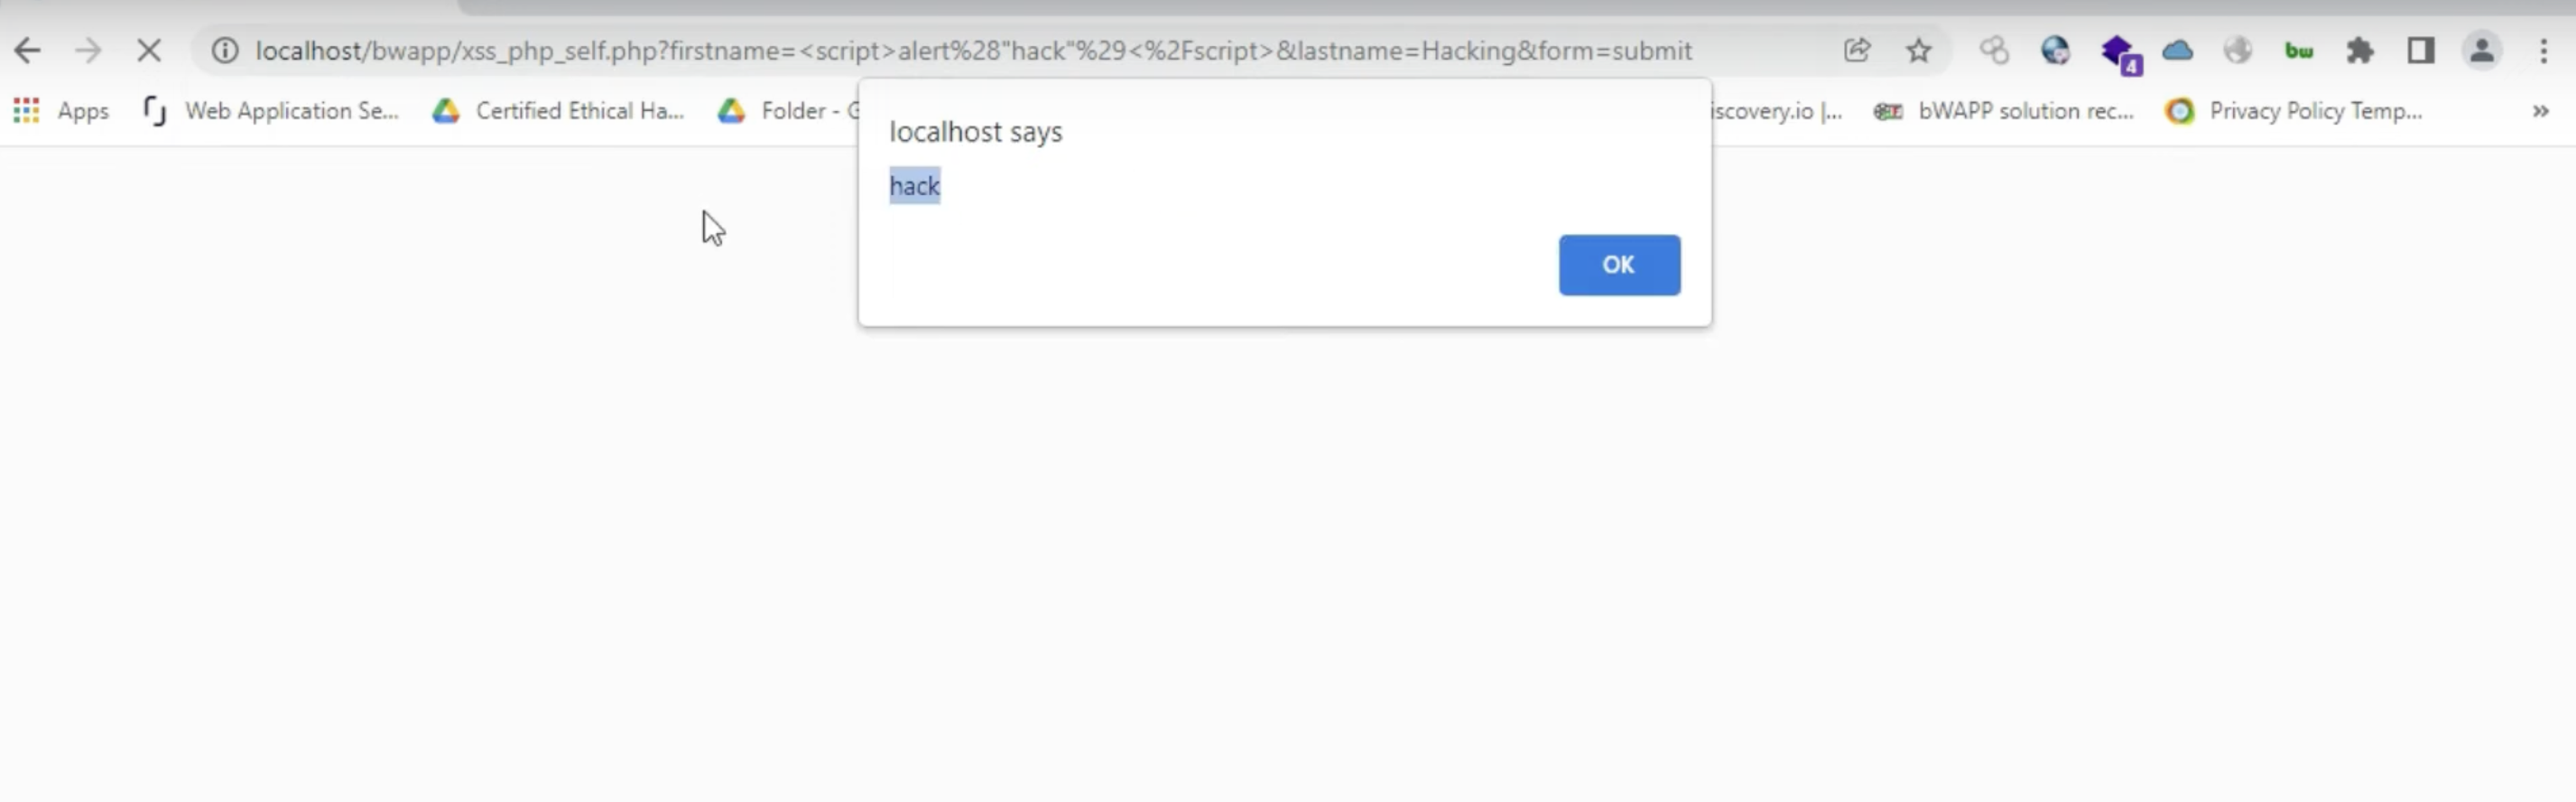 localhost/bwapp/xss_php_self.php?firstname=<script>alert%28"hack"%29<%2Fscript>&lastname=Hacking&form=submit
bw
4
Apps Web Application Se... Certified Ethical Ha... Folder - G iscovery.io |... bWAPP solution rec... Privacy Policy Temp... »
localhost says
hack
OK